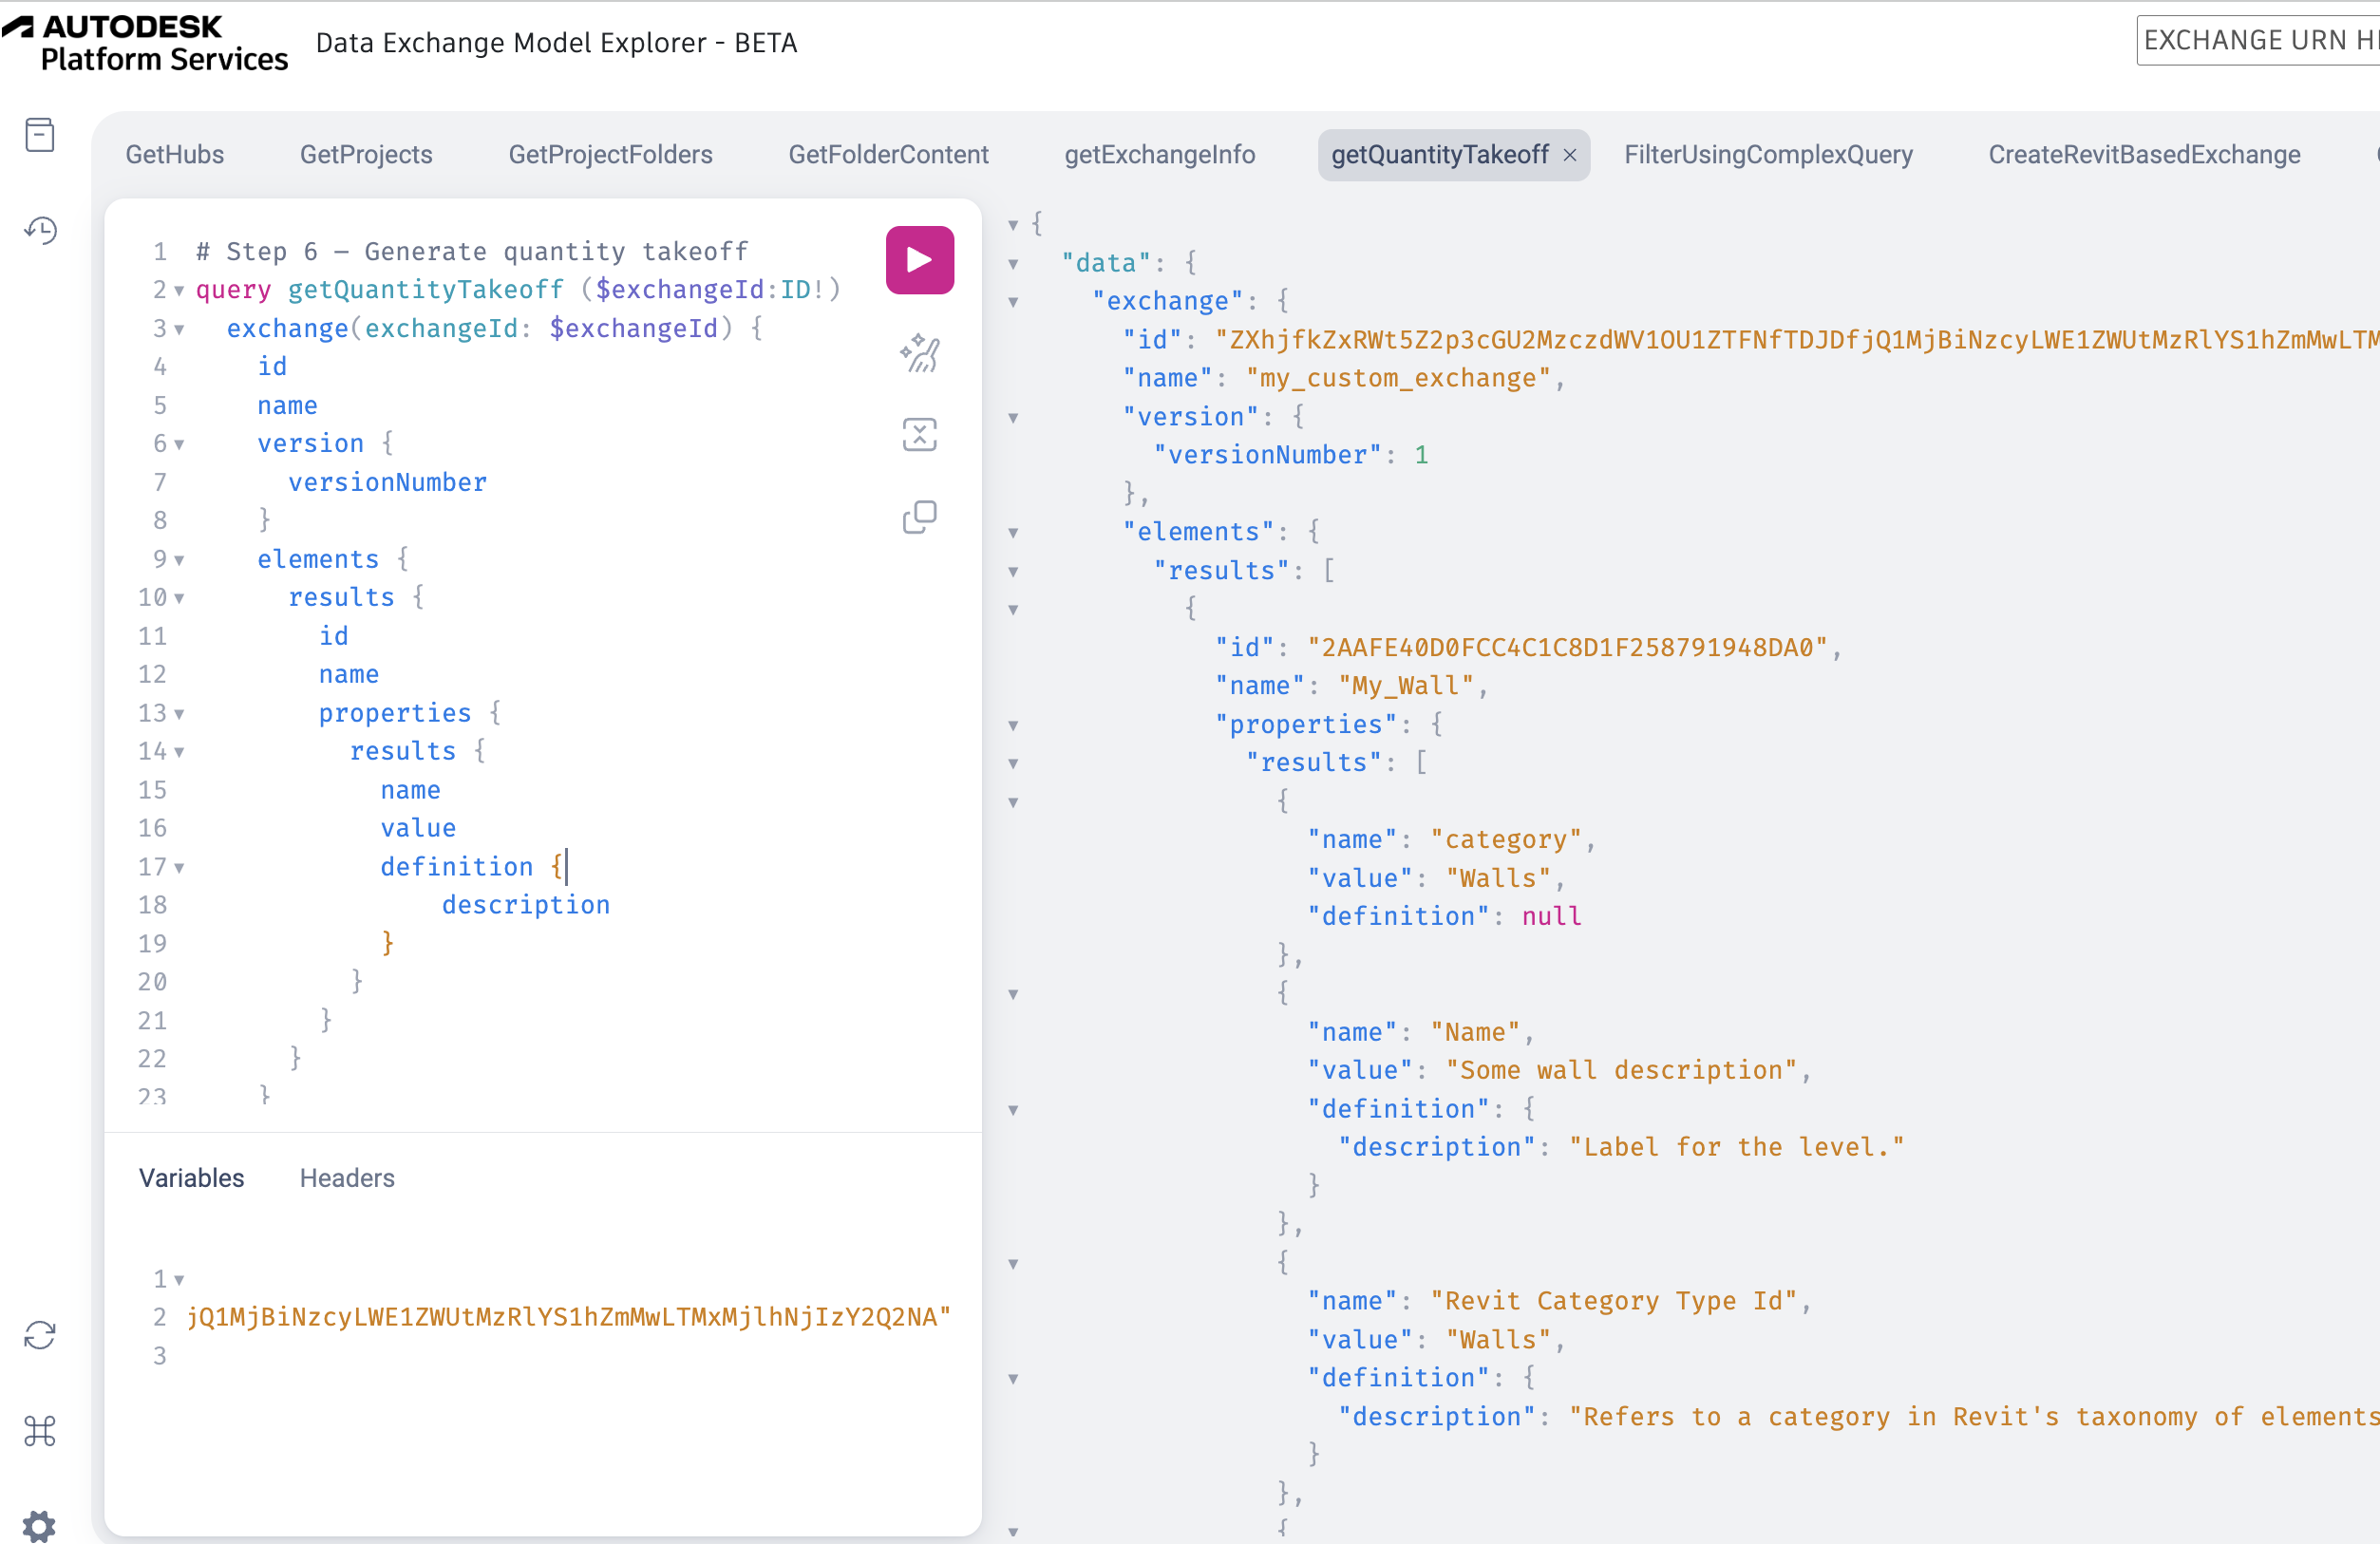 AUTODESK
Platform Services
Data Exchange Model Explorer - BETA
EXCHANGE URN
GetHubs
GetProjects
GetProjectFolders
GetFolderContent
getExchangeInfo
getQuantityTakeoff ×
FilterUsingComplexQuery
CreateRevitBasedExchange
1 # Step 6 – Generate quantity takeoff
2 query getQuantityTakeoff ($exchangeId:ID!)
3 exchange(exchangeId: $exchangeId) {
4 id
5 name
6 version {
7 versionNumber
8 }
9 elements {
10 results {
11 id
12 name
13 properties {
14 results {
15 name
16 value
17 definition {
18 description
19 }
20 }
21 }
22 }
23 }
Variables
Headers
1
2 jQ1MjBiNzcyLWE1ZWUtMzRlYS1hZmMwLTMxMjlhNjIzY2Q2NA"
3
{
"data": {
"exchange": {
"id": "ZXhjfkZxRWt5Z2p3cGU2MzczdWV1OU1ZTFNfTDJDfjQ1MjBiNzcyLWE1ZWUtMzRlYS1hZmMwLTM
"name": "my_custom_exchange",
"version": {
"versionNumber": 1
},
"elements": {
"results": [
{
"id": "2AAFE40D0FCC4C1C8D1F258791948DA0",
"name": "My_Wall",
"properties": {
"results": [
{
"name": "category",
"value": "Walls",
"definition": null
},
{
"name": "Name",
"value": "Some wall description",
"definition": {
"description": "Label for the level."
}
},
{
"name": "Revit Category Type Id",
"value": "Walls",
"definition": {
"description": "Refers to a category in Revit's taxonomy of elements
}
},
{